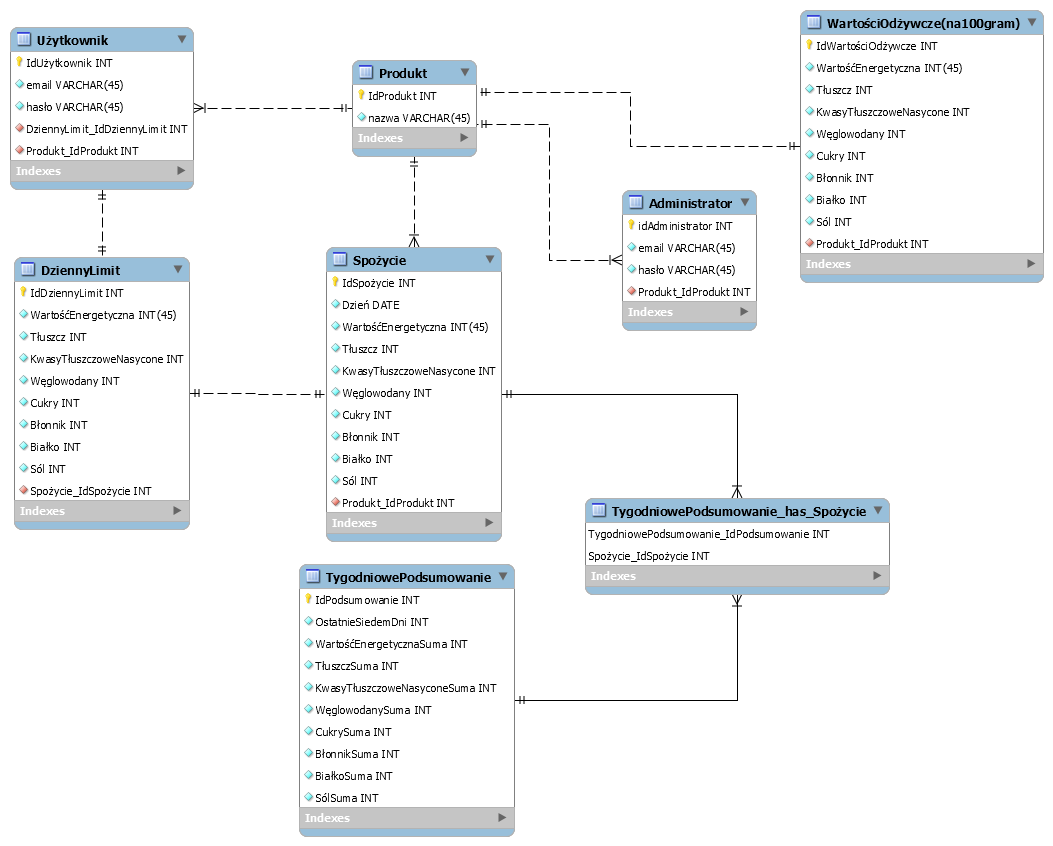 Użytkownik
IdUżytkownik INT
email VARCHAR(45)
hasło VARCHAR(45)
DziennyLimit_IdDziennyLimit INT
Produkt_IdProdukt INT
Indexes
Produkt
IdProdukt INT
nazwa VARCHAR(45)
Indexes
WartościOdżywcze(na100gram)
IdWartościOdżywcze INT
WartośćEnergetyczna INT(45)
Tłuszcz INT
KwasyTłuszczoweNasycone INT
Węglowodany INT
Cukry INT
Błonnik INT
Białko INT
Sól INT
Produkt_IdProdukt INT
Indexes
Administrator
idAdministrator INT
email VARCHAR(45)
hasło VARCHAR(45)
Produkt_IdProdukt INT
Indexes
DziennyLimit
IdDziennyLimit INT
WartośćEnergetyczna INT(45)
Tłuszcz INT
KwasyTłuszczoweNasycone INT
Węglowodany INT
Cukry INT
Błonnik INT
Białko INT
Sól INT
Spożycie_IdSpożycie INT
Indexes
Spożycie
IdSpożycie INT
Dzień DATE
WartośćEnergetyczna INT(45)
Tłuszcz INT
KwasyTłuszczoweNasycone INT
Węglowodany INT
Cukry INT
Błonnik INT
Białko INT
Sól INT
Produkt_IdProdukt INT
Indexes
TygodniowePodsumowanie_has_Spożycie
TygodniowePodsumowanie_IdPodsumowanie INT
Spożycie_IdSpożycie INT
Indexes
TygodniowePodsumowanie
IdPodsumowanie INT
OstatnieSiedemDni INT
WartośćEnergetycznaSuma INT
TłuszczSuma INT
KwasyTłuszczoweNasyconeSuma INT
WęglowodanySuma INT
CukrySuma INT
BłonnikSuma INT
BiałkoSuma INT
SólSuma INT
Indexes